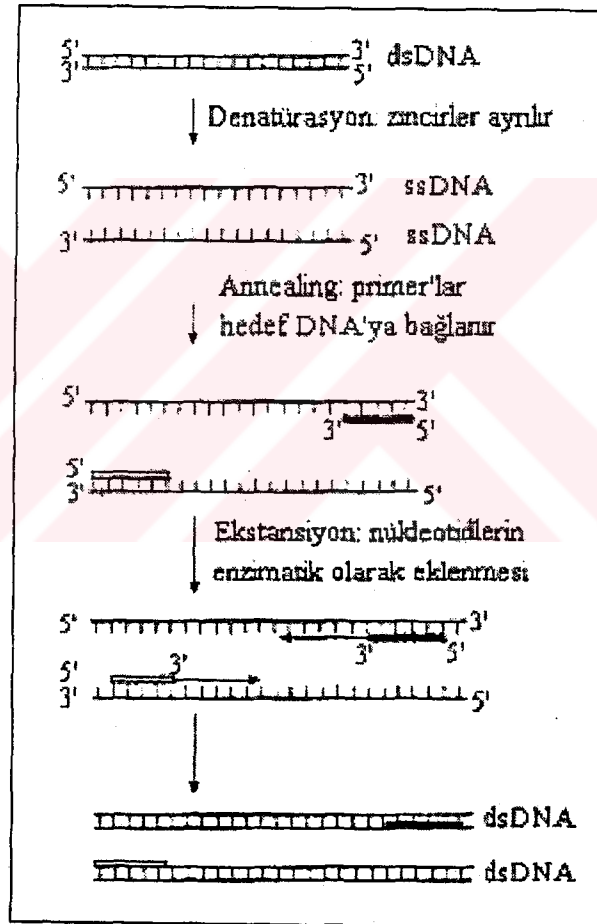 5' 3' dsDNA
3' 5'
Denatürasyon: zincirler ayrılır
5' 3' ssDNA
3' 5' ssDNA
Annealing: primer'lar
hedef DNA'ya bağlanır
5' 3'
3' 5'
5'
3' 5'
Ekstansiyon: nükleotidlerin
enzimatik olarak eklenmesi
5' 3'
3' 5'
5' 3'
3' 5'
dsDNA
dsDNA